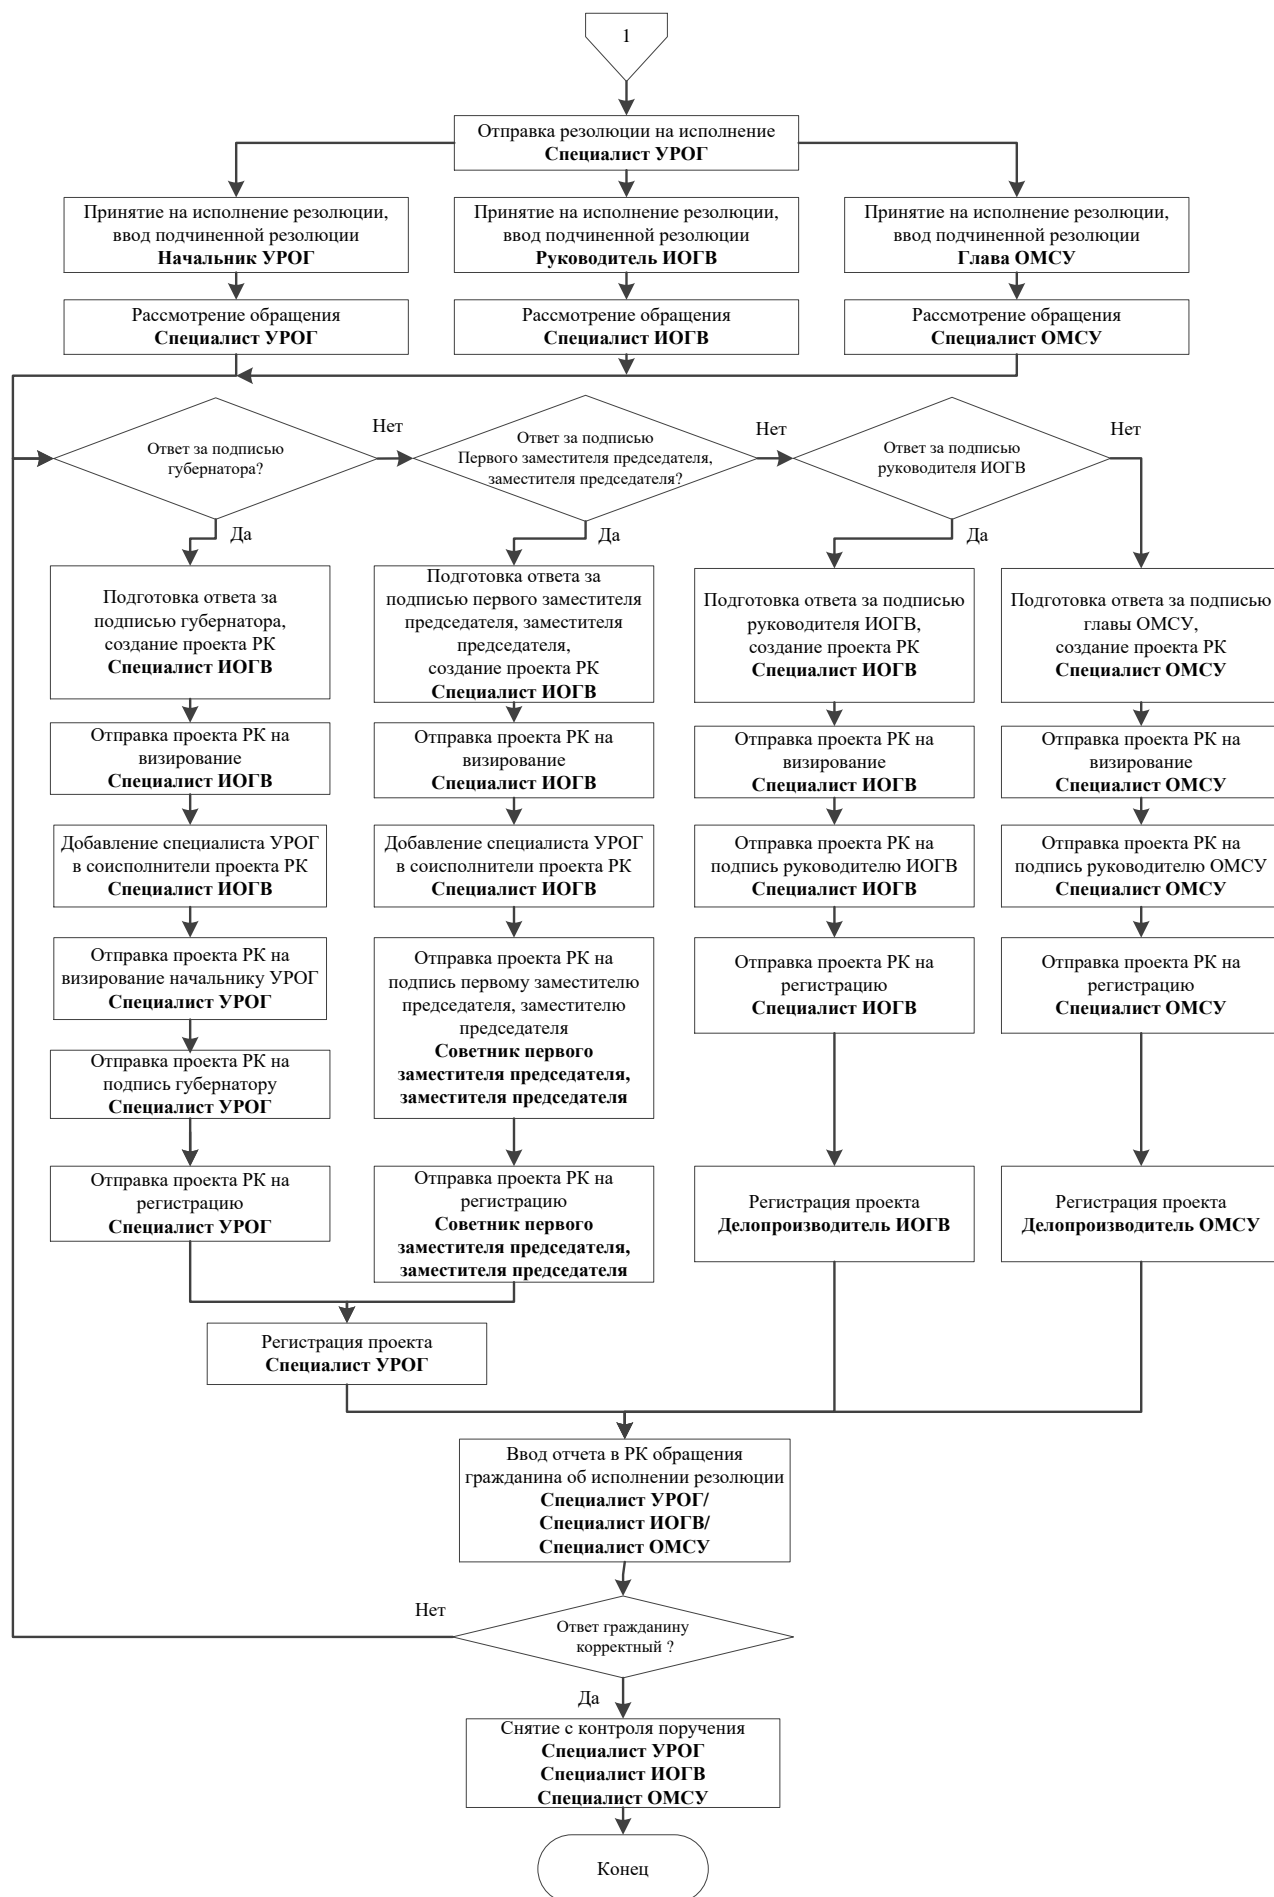 1
Отправка резолюции на исполнение
Специалист УРОГ
Принятие на исполнение резолюции,
ввод подчиненной резолюции
Начальник УРОГ
Принятие на исполнение резолюции,
ввод подчиненной резолюции
Руководитель ИОГВ
Принятие на исполнение резолюции,
ввод подчиненной резолюции
Глава ОМСУ
Рассмотрение обращения
Специалист УРОГ
Рассмотрение обращения
Специалист ИОГВ
Рассмотрение обращения
Специалист ОМСУ
Ответ за подписью
губернатора?
Нет
Ответ за подписью
Первого заместителя председателя,
заместителя председателя?
Нет
Ответ за подписью
руководителя ИОГВ
Нет
Да
Да
Да
Подготовка ответа за
подписью губернатора,
создание проекта РК
Специалист ИОГВ
Подготовка ответа за
подписью первого заместителя
председателя, заместителя
председателя,
создание проекта РК
Специалист ИОГВ
Подготовка ответа за подписью
руководителя ИОГВ,
создание проекта РК
Специалист ИОГВ
Подготовка ответа за подписью
главы ОМСУ,
создание проекта РК
Специалист ОМСУ
Отправка проекта РК на
визирование
Специалист ИОГВ
Отправка проекта РК на
визирование
Специалист ИОГВ
Отправка проекта РК на
визирование
Специалист ИОГВ
Отправка проекта РК на
визирование
Специалист ОМСУ
Добавление специалиста УРОГ
в соисполнители проекта РК
Специалист ИОГВ
Добавление специалиста УРОГ
в соисполнители проекта РК
Специалист ИОГВ
Отправка проекта РК на
подпись руководителю ИОГВ
Специалист ИОГВ
Отправка проекта РК на
подпись руководителю ОМСУ
Специалист ОМСУ
Отправка проекта РК на
визирование начальнику УРОГ
Специалист УРОГ
Отправка проекта РК на
подпись первому заместителю
председателя, заместителю
председателя
Советник первого
заместителя председателя,
заместителя председателя
Отправка проекта РК на
регистрацию
Специалист ИОГВ
Отправка проекта РК на
регистрацию
Специалист ОМСУ
Отправка проекта РК на
подпись губернатору
Специалист УРОГ
Отправка проекта РК на
регистрацию
Специалист УРОГ
Отправка проекта РК на
регистрацию
Советник первого
заместителя председателя,
заместителя председателя
Регистрация проекта
Делопроизводитель ИОГВ
Регистрация проекта
Делопроизводитель ОМСУ
Регистрация проекта
Специалист УРОГ
Ввод отчета в РК обращения
гражданина об исполнении резолюции
Специалист УРОГ/
Специалист ИОГВ/
Специалист ОМСУ
Нет
Ответ гражданину
корректный ?
Да
Снятие с контроля поручения
Специалист УРОГ
Специалист ИОГВ
Специалист ОМСУ
Конец